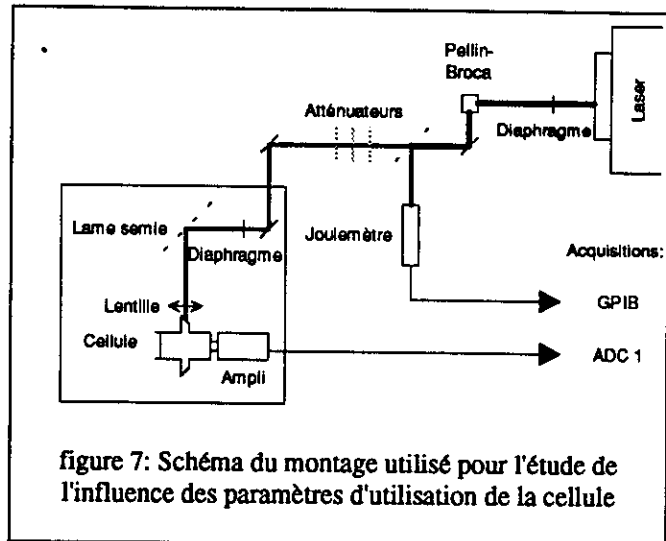 Pellin-
Broca
Laser
Atténuateurs
Diaphragme
Lame semie
Diaphragme
Joulemètre
Acquisitions:
Lentille
GPIB
Cellule
ADC 1
Ampli
figure 7: Schéma du montage utilisé pour l'étude de
l'influence des paramètres d'utilisation de la cellule